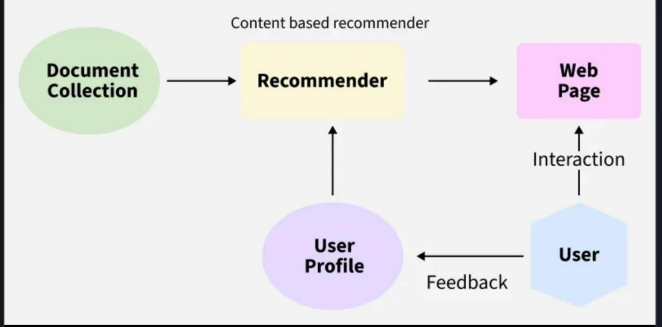 Content based recommender
Document
Collection
Recommender
Web
Page
Interaction
User
Profile
Feedback
User